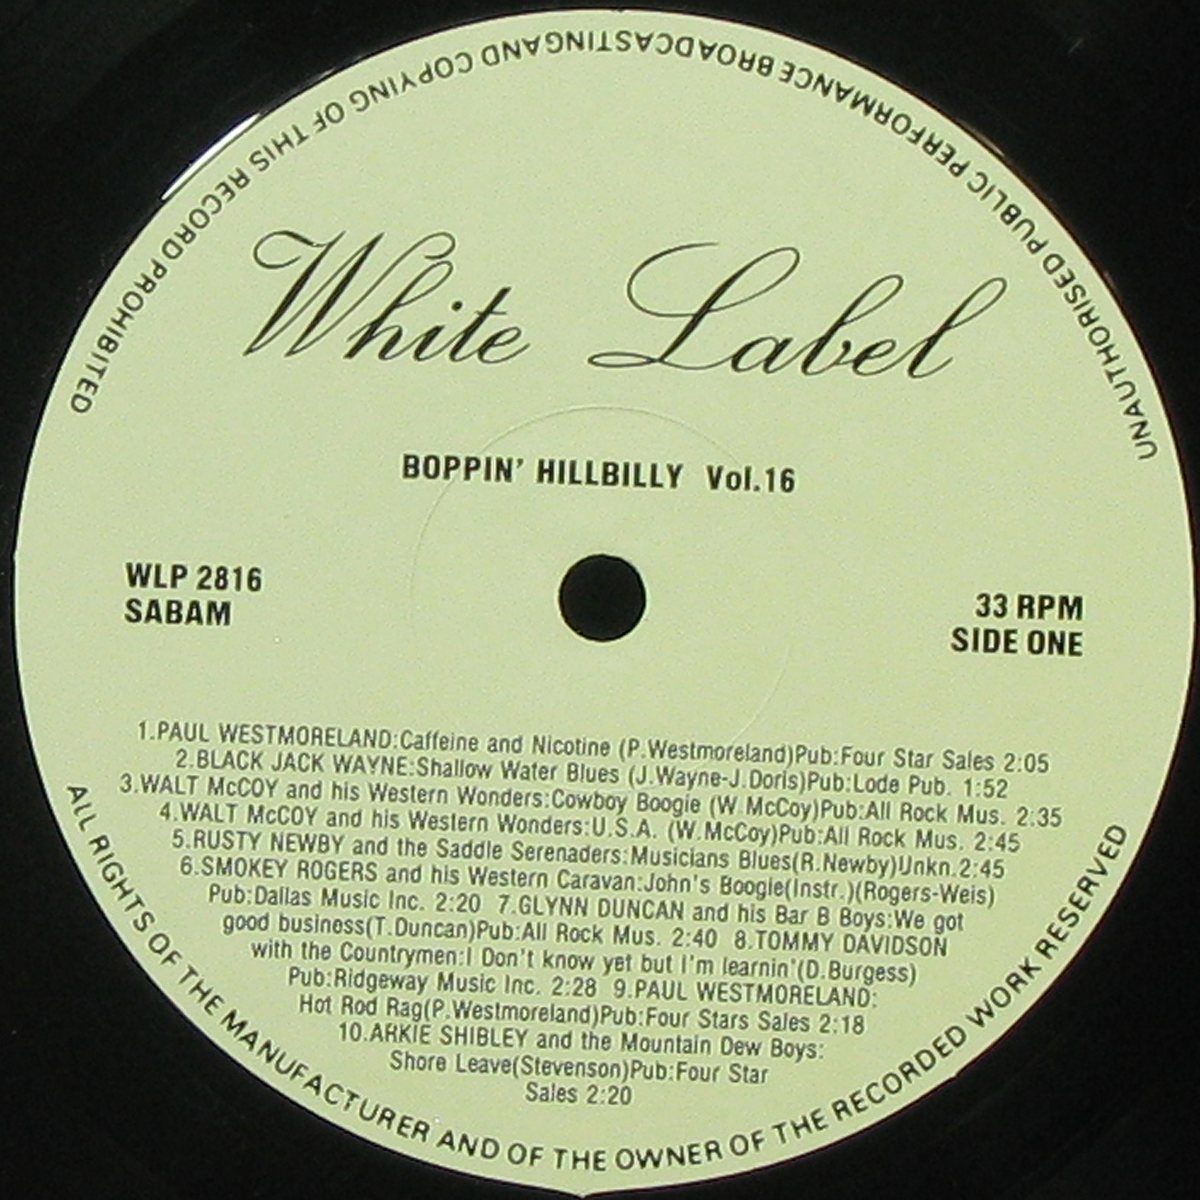 UNAUTHORISED PUBLIC PERFORMANCE BROADCASTING AND COPYING OF THIS RECORD PROHIBITED
White Label
BOPPIN' HILLBILLY Vol.16
WLP 2816
SABAM
33 RPM
SIDE ONE
1.PAUL WESTMORELAND:Caffeine and Nicotine (P.Westmoreland)Pub:Four Star Sales 2:05
2.BLACK JACK WAYNE:Shallow Water Blues (J.Wayne-J.Doris)Pub:Lode Pub. 1:52
3.WALT McCOY and his Western Wonders:Cowboy Boogie (W.McCoy)Pub:All Rock Mus. 2:35
4.WALT McCOY and his Western Wonders:U.S.A. (W.McCoy)Pub:All Rock Mus. 2:45
5.RUSTY NEWBY and the Saddle Serenaders:Musicians Blues(R.Newby)Unkn.2:45
6.SMOKEY ROGERS and his Western Caravan:John's Boogie(Instr.)(Rogers-Weis)
Pub:Dallas Music Inc. 2:20 7.GLYNN DUNCAN and his Bar B Boys:We got
good business(T.Duncan)Pub:All Rock Mus. 2:40 8.TOMMY DAVIDSON
with the Countrymen:I Don't know yet but I'm learnin'(D.Burgess)
Pub:Ridgeway Music Inc. 2:28 9.PAUL WESTMORELAND:
Hot Rod Rag(P.Westmoreland)Pub:Four Stars Sales 2:18
10.ARKIE SHIBLEY and the Mountain Dew Boys:
Shore Leave(Stevenson)Pub:Four Star
Sales 2:20
ALL RIGHTS OF THE MANUFACTURER AND OF THE OWNER OF THE RECORDED WORK RESERVED